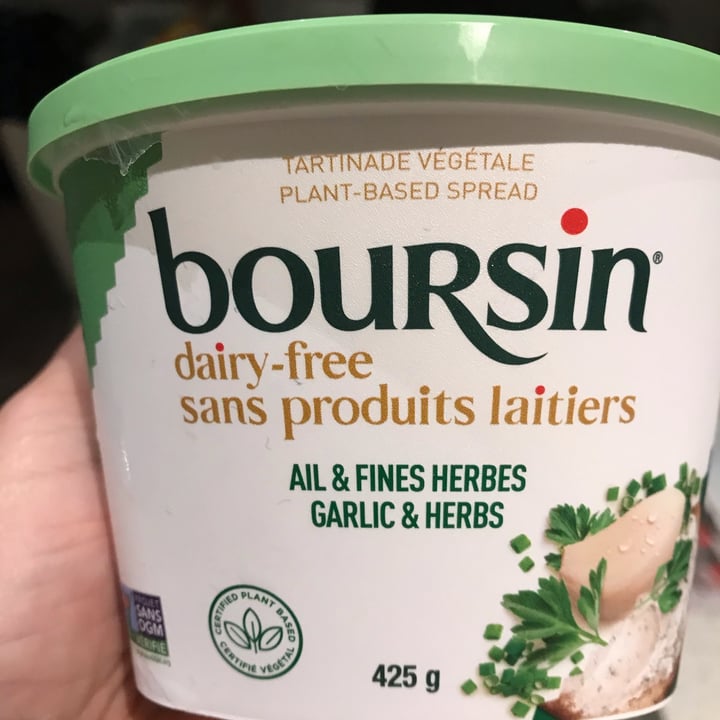 TARTINADE VÉGÉTALE
PLANT-BASED SPREAD
boursin®
dairy-free
sans produits laitiers
AIL & FINES HERBES
GARLIC & HERBS
CERTIFIED PLANT BASED
CERTIFIÉ VÉGÉTAL
SANS
OGM
425 g